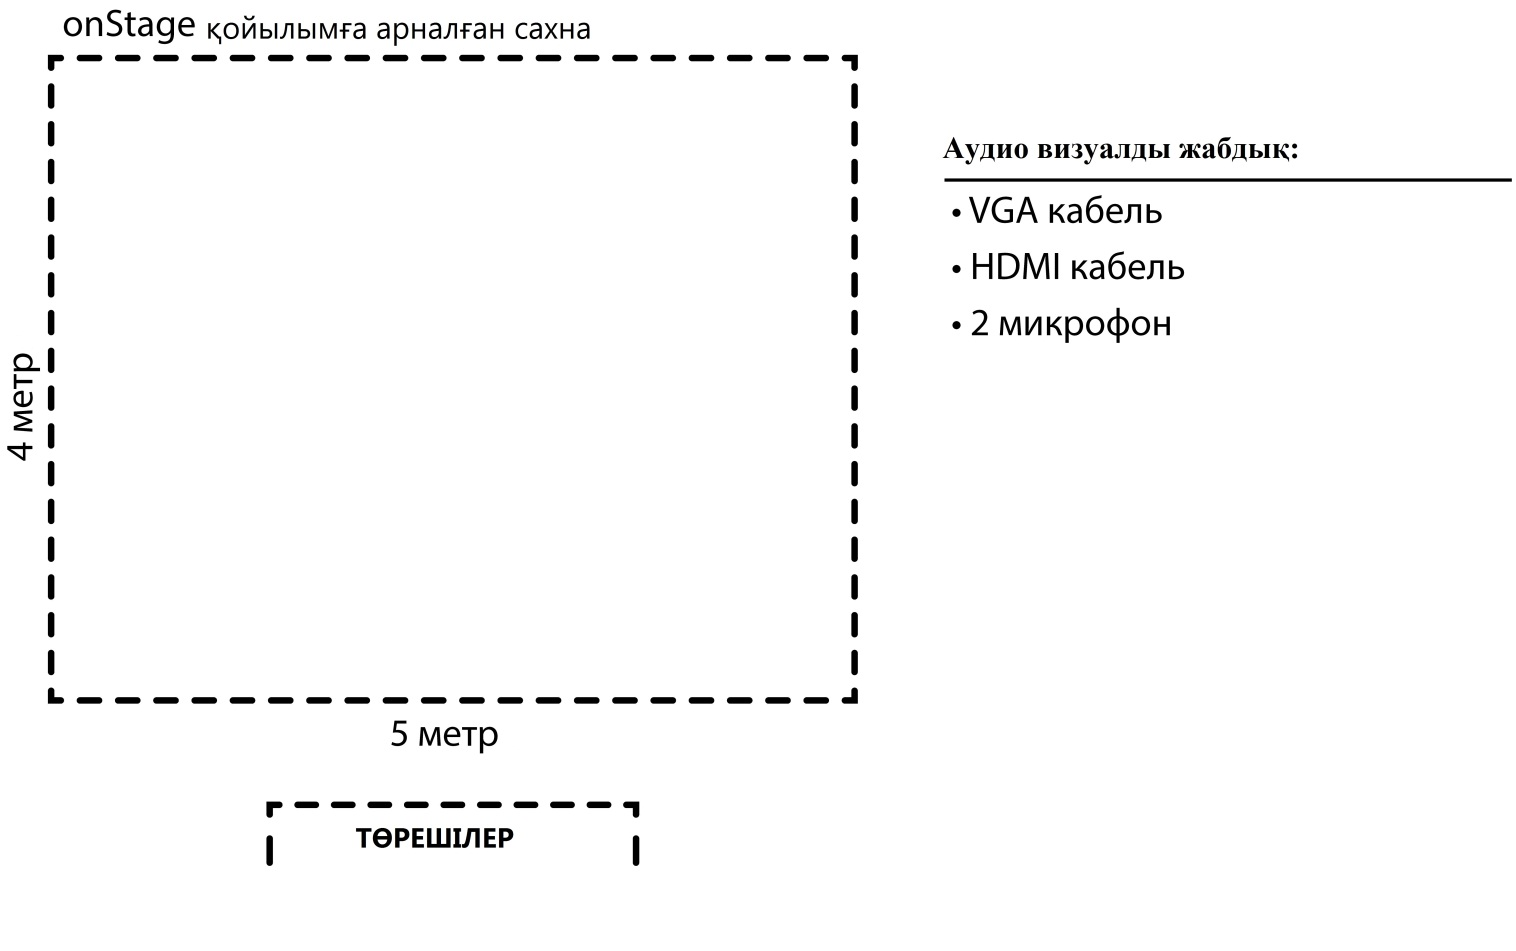 onStage қойылымға арналған сахна
Аудио визуалды жабдық:
• VGA кабель
• HDMI кабель
• 2 микрофон
4 метр
5 метр
ТӨРЕШІЛЕР